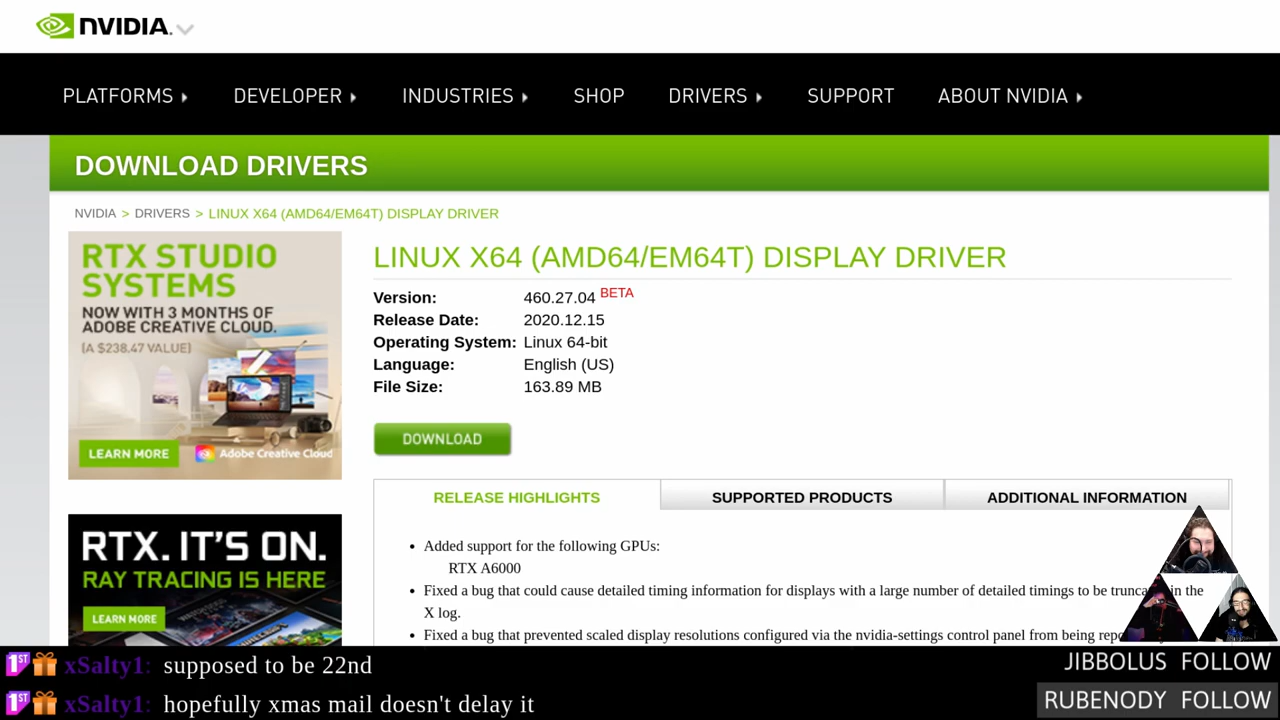 NVIDIA.
PLATFORMS DEVELOPER INDUSTRIES SHOP DRIVERS SUPPORT ABOUT NVIDIA
DOWNLOAD DRIVERS
NVIDIA > DRIVERS > LINUX X64 (AMD64/EM64T) DISPLAY DRIVER
RTX STUDIO
SYSTEMS
NOW WITH 3 MONTHS OF
ADOBE CREATIVE CLOUD.
(A $238.47 VALUE)
LEARN MORE
Adobe Creative Cloud
RTX. IT'S ON.
RAY TRACING IS HERE
LEARN MORE
LINUX X64 (AMD64/EM64T) DISPLAY DRIVER
Version: 460.27.04 BETA
Release Date: 2020.12.15
Operating System: Linux 64-bit
Language: English (US)
File Size: 163.89 MB
DOWNLOAD
RELEASE HIGHLIGHTS SUPPORTED PRODUCTS ADDITIONAL INFORMATION
Added support for the following GPUs:
RTX A6000
Fixed a bug that could cause detailed timing information for displays with a large number of detailed timings to be in the
X log.
Fixed a bug that prevented scaled display resolutions configured via the nvidia-settings control panel from being
1ST xSalty1: supposed to be 22nd
1ST xSalty1: hopefully xmas mail doesn't delay it
JIBBOLUS FOLLOW
RUBENODY FOLLOW